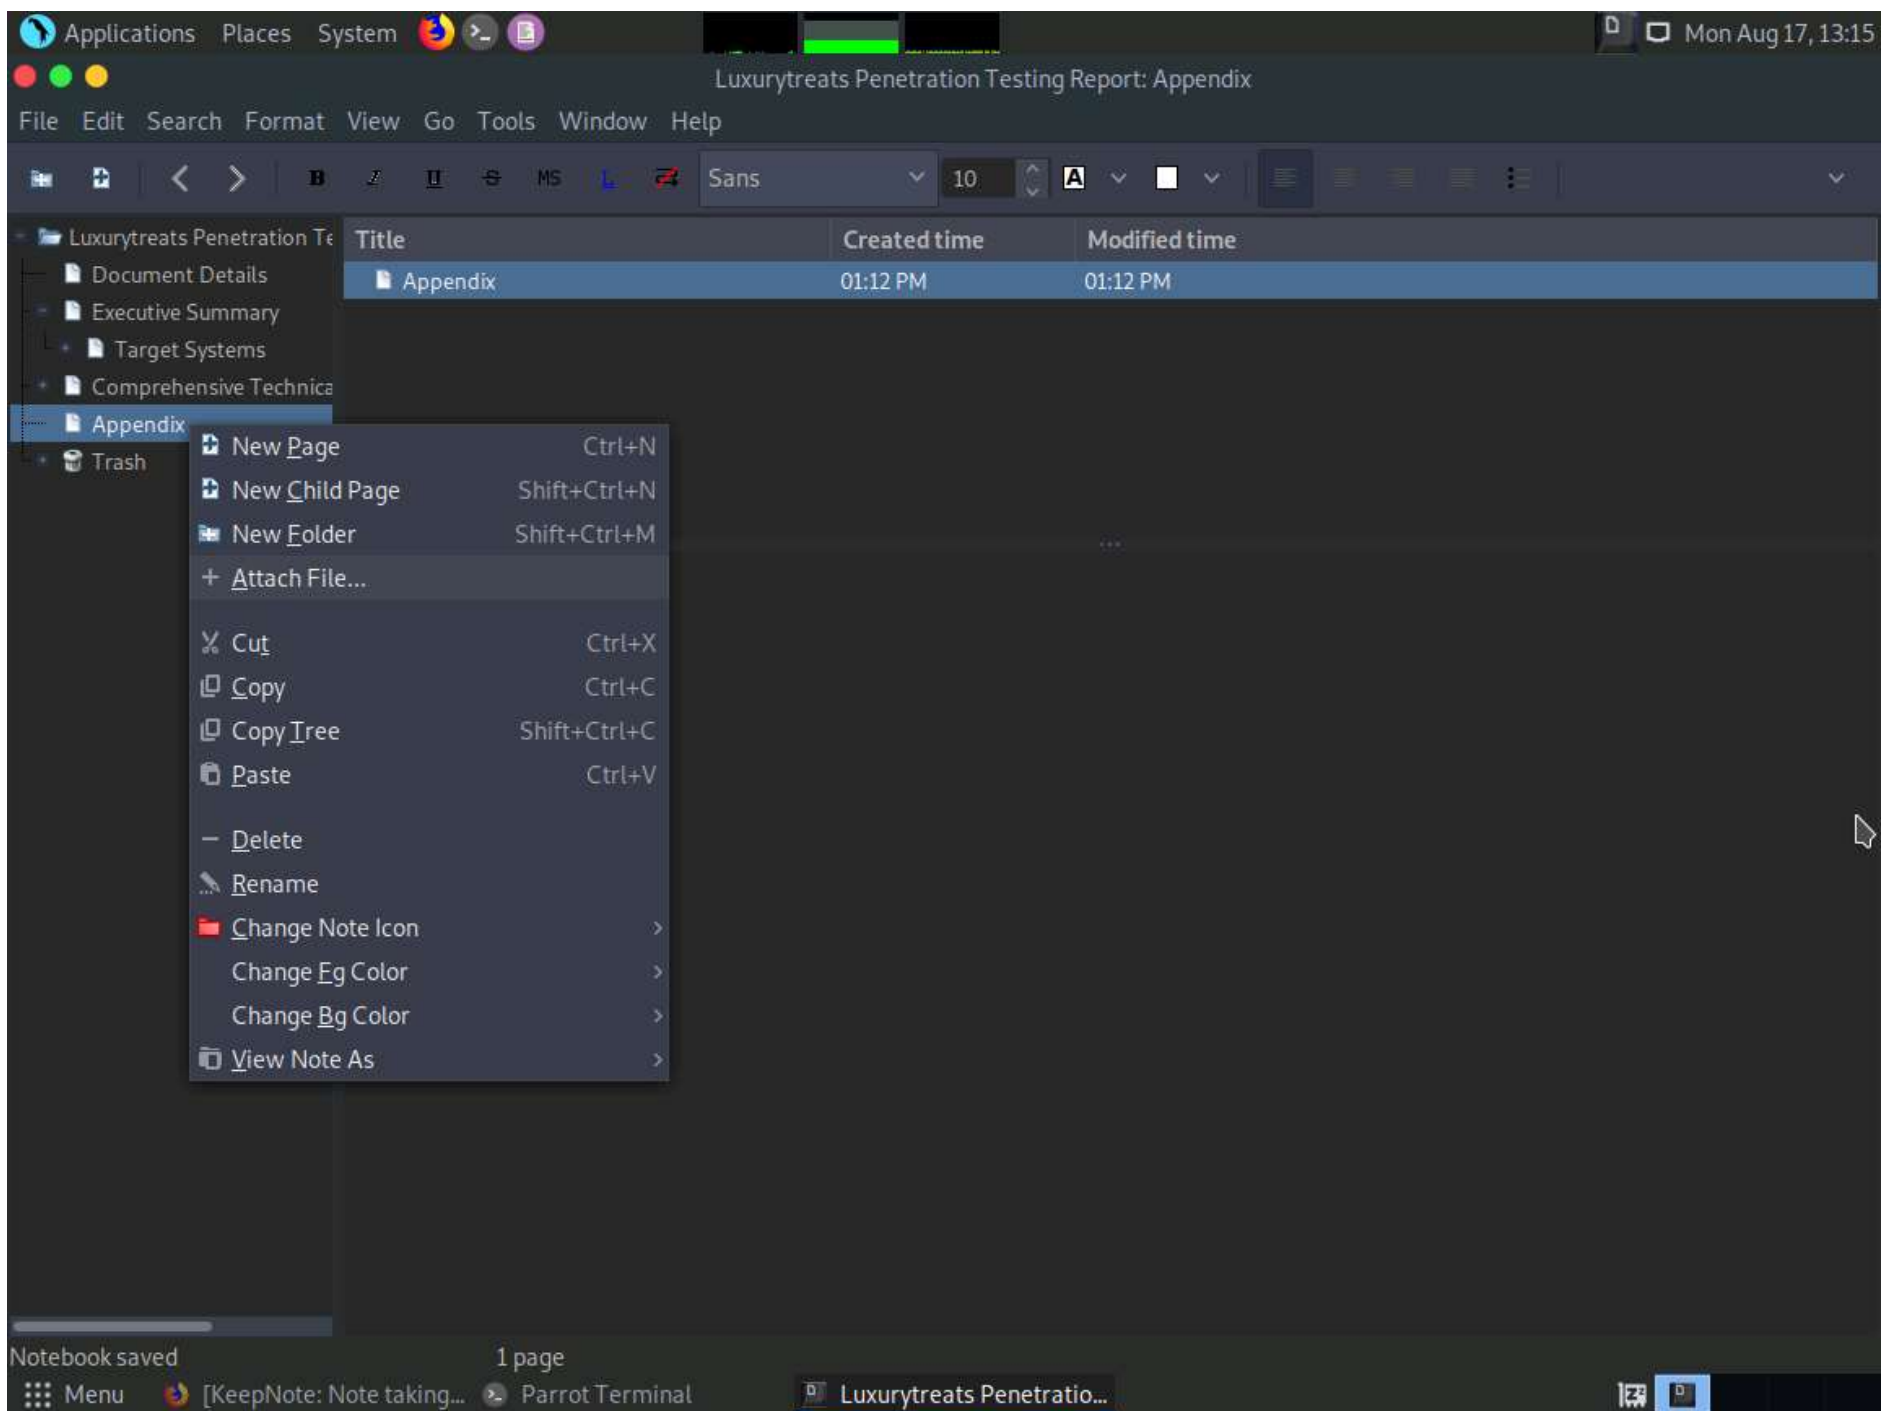 Applications Places System Mon Aug 17, 13:15
Luxurytreats Penetration Testing Report: Appendix
File Edit Search Format View Go Tools Window Help
B I U S MS L Sans 10 A
Luxurytreats Penetration Te
Document Details
Executive Summary
Target Systems
Comprehensive Technica
Appendix
Trash
Title Created time Modified time
Appendix 01:12 PM 01:12 PM
New Page Ctrl+N
New Child Page Shift+Ctrl+N
New Folder Shift+Ctrl+M
Attach File...
Cut Ctrl+X
Copy Ctrl+C
Copy Tree Shift+Ctrl+C
Paste Ctrl+V
Delete
Rename
Change Note Icon
Change Fg Color
Change Bg Color
View Note As
Notebook saved 1 page
Menu [KeepNote: Note taking... Parrot Terminal Luxurytreats Penetratio...